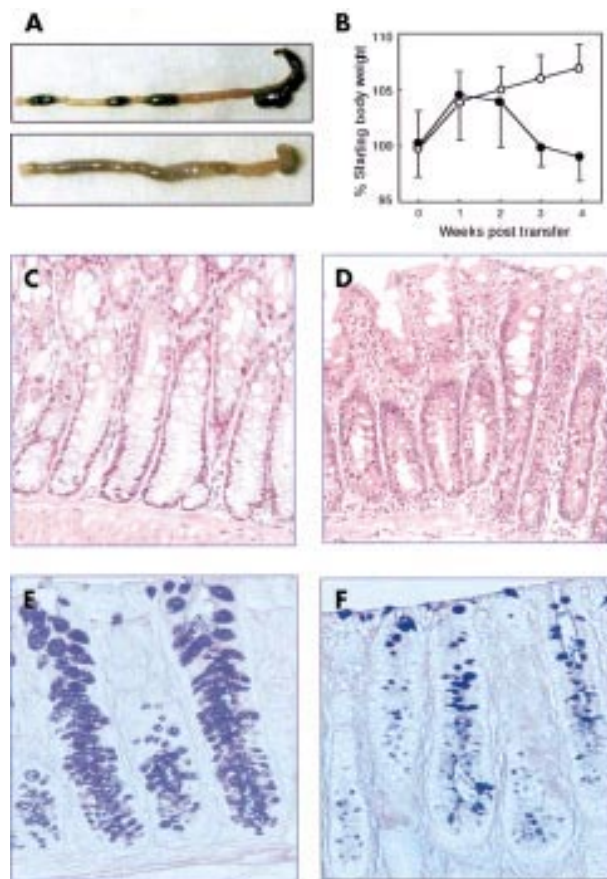 A
B
110
105
100
95
% Starting body weight
0 1 2 3 4
Weeks post transfer
C
D
E
F